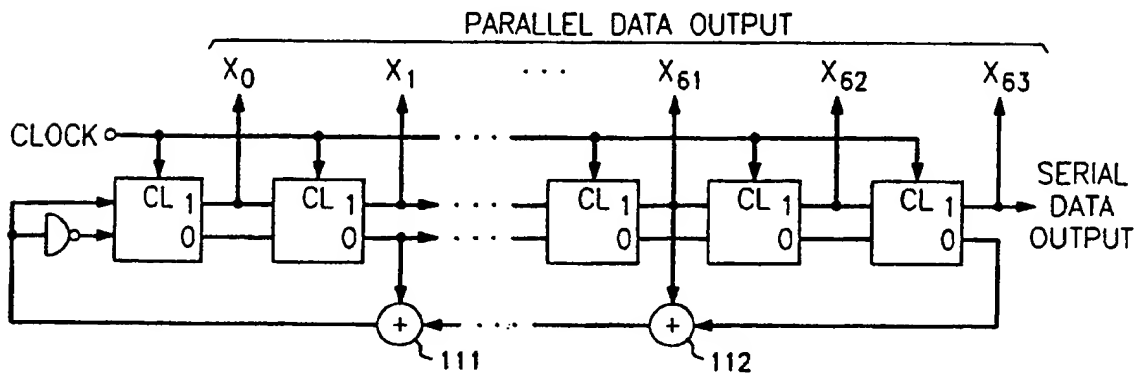 PARALLEL DATA OUTPUT
X0 X1 ... X61 X62 X63
CLOCK
CL 1 CL 1 CL 1 CL 1 CL 1
0 0 0 0 0
SERIAL
DATA
OUTPUT
+ +
111 112